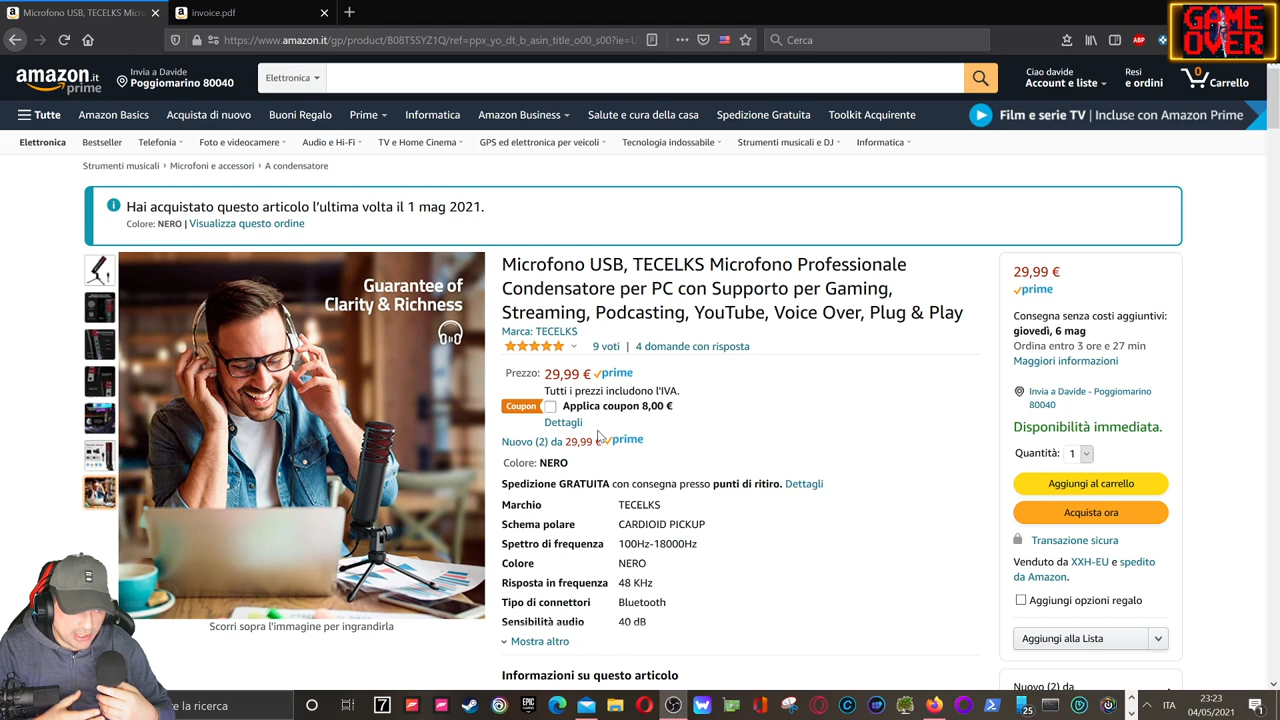 Microfono USB, TECELKS Micro
invoice.pdf
https://www.amazon.it/gp/product/B08T5SYZ1Q/ref=ppx_yo_dt_b_asin_title_o00_s00?ie=U
Cerca
GAME OVER
amazon.it
prime
Invia a Davide
Poggiomarino 80040
Elettronica
Ciao davide
Account e liste
Resi
e ordini
0
Carrello
Tutte
Amazon Basics
Acquista di nuovo
Buoni Regalo
Prime
Informatica
Amazon Business
Salute e cura della casa
Spedizione Gratuita
Toolkit Acquirente
Film e serie TV | Incluse con Amazon Prime
Elettronica
Bestseller
Telefonia
Foto e videocamere
Audio e Hi-Fi
TV e Home Cinema
GPS ed elettronica per veicoli
Tecnologia indossabile
Strumenti musicali e DJ
Informatica
Strumenti musicali › Microfoni e accessori › A condensatore
Hai acquistato questo articolo l'ultima volta il 1 mag 2021.
Colore: NERO | Visualizza questo ordine
Guarantee of
Clarity & Richness
Scorri sopra l'immagine per ingrandirla
Microfono USB, TECELKS Microfono Professionale
Condensatore per PC con Supporto per Gaming,
Streaming, Podcasting, YouTube, Voice Over, Plug & Play
Marca: TECELKS
9 voti | 4 domande con risposta
Prezzo: 29,99 € prime
Tutti i prezzi includono l'IVA.
Coupon Applica coupon 8,00 €
Dettagli
Nuovo (2) da 29,99 € prime
Colore: NERO
Spedizione GRATUITA con consegna presso punti di ritiro. Dettagli
Marchio TECELKS
Schema polare CARDIOID PICKUP
Spettro di frequenza 100Hz-18000Hz
Colore NERO
Risposta in frequenza 48 KHz
Tipo di connettori Bluetooth
Sensibilità audio 40 dB
Mostra altro
Informazioni su questo articolo
29,99 €
prime
Consegna senza costi aggiuntivi:
giovedì, 6 mag
Ordina entro 3 ore e 27 min
Maggiori informazioni
Invia a Davide - Poggiomarino
80040
Disponibilità immediata.
Quantità: 1
Aggiungi al carrello
Acquista ora
Transazione sicura
Venduto da XXH-EU e spedito
da Amazon.
Aggiungi opzioni regalo
Aggiungi alla Lista
Nuovo (2) da
re la ricerca
ITA
23:23
04/05/2021